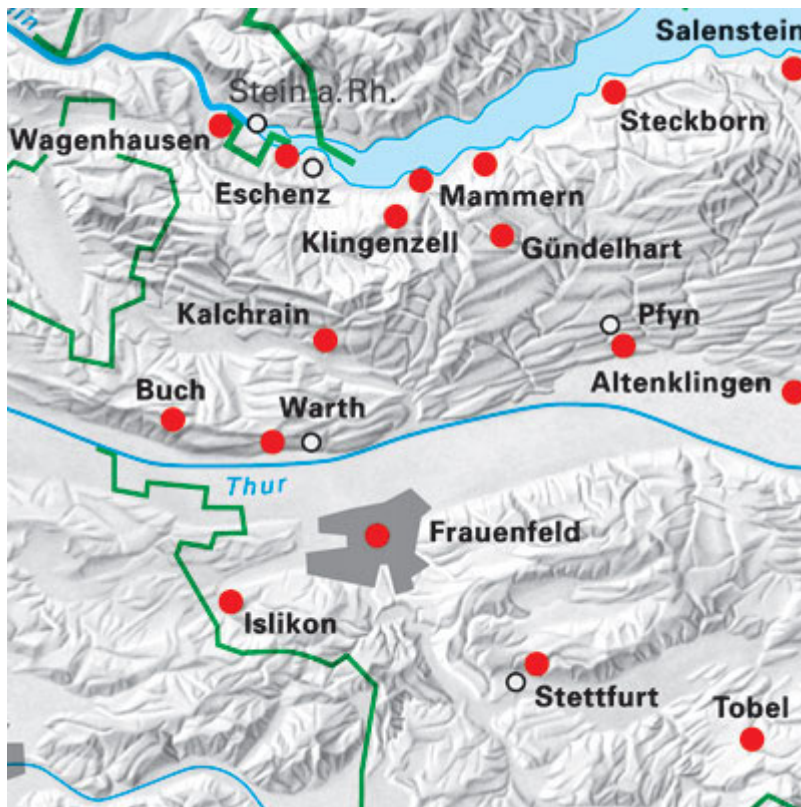 Salenstein
Stein a. Rh.
Steckborn
Wagenhausen
Eschenz
Mammern
Klingenzell
Gündelhart
Kalchrain
Pfyn
Altenklingen
Buch
Warth
Thur
Frauenfeld
Islikon
Stettfurt
Tobel